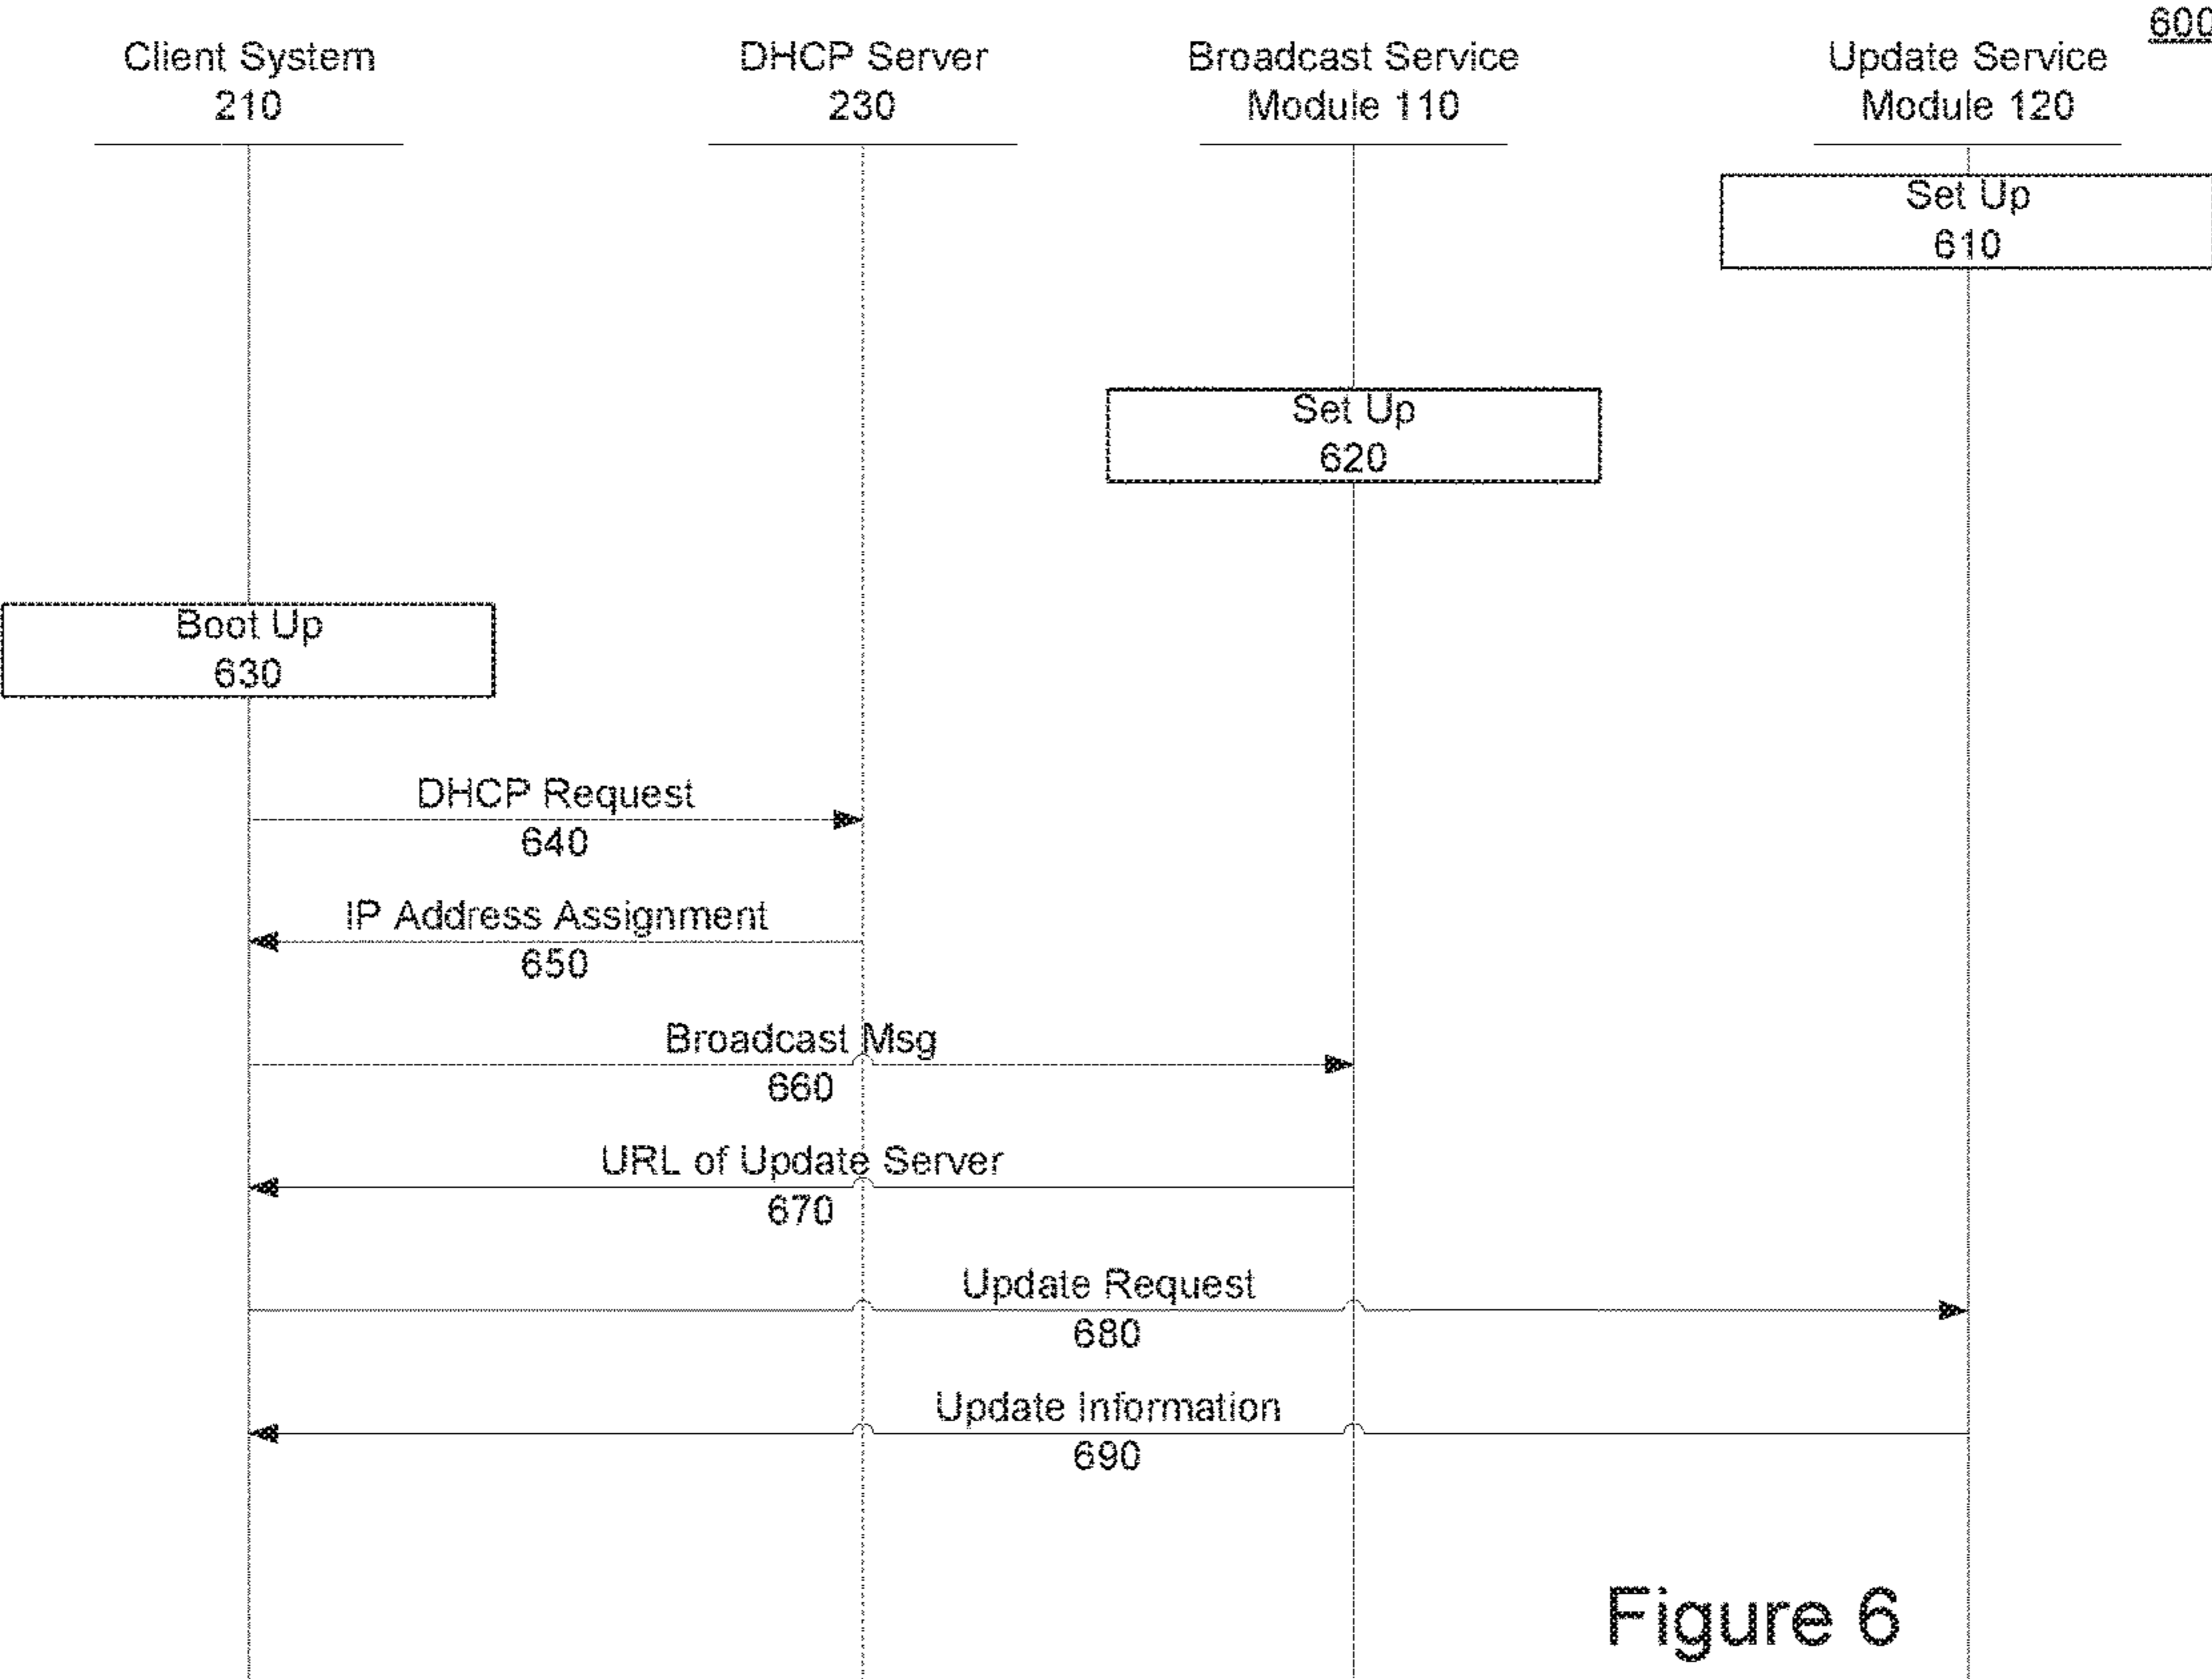 600
Client System
210
DHCP Server
230
Broadcast Service
Module 110
Update Service
Module 120
Set Up
610
Set Up
620
Boot Up
630
DHCP Request
640
IP Address Assignment
650
Broadcast Msg
660
URL of Update Server
670
Update Request
680
Update Information
690
Figure 6